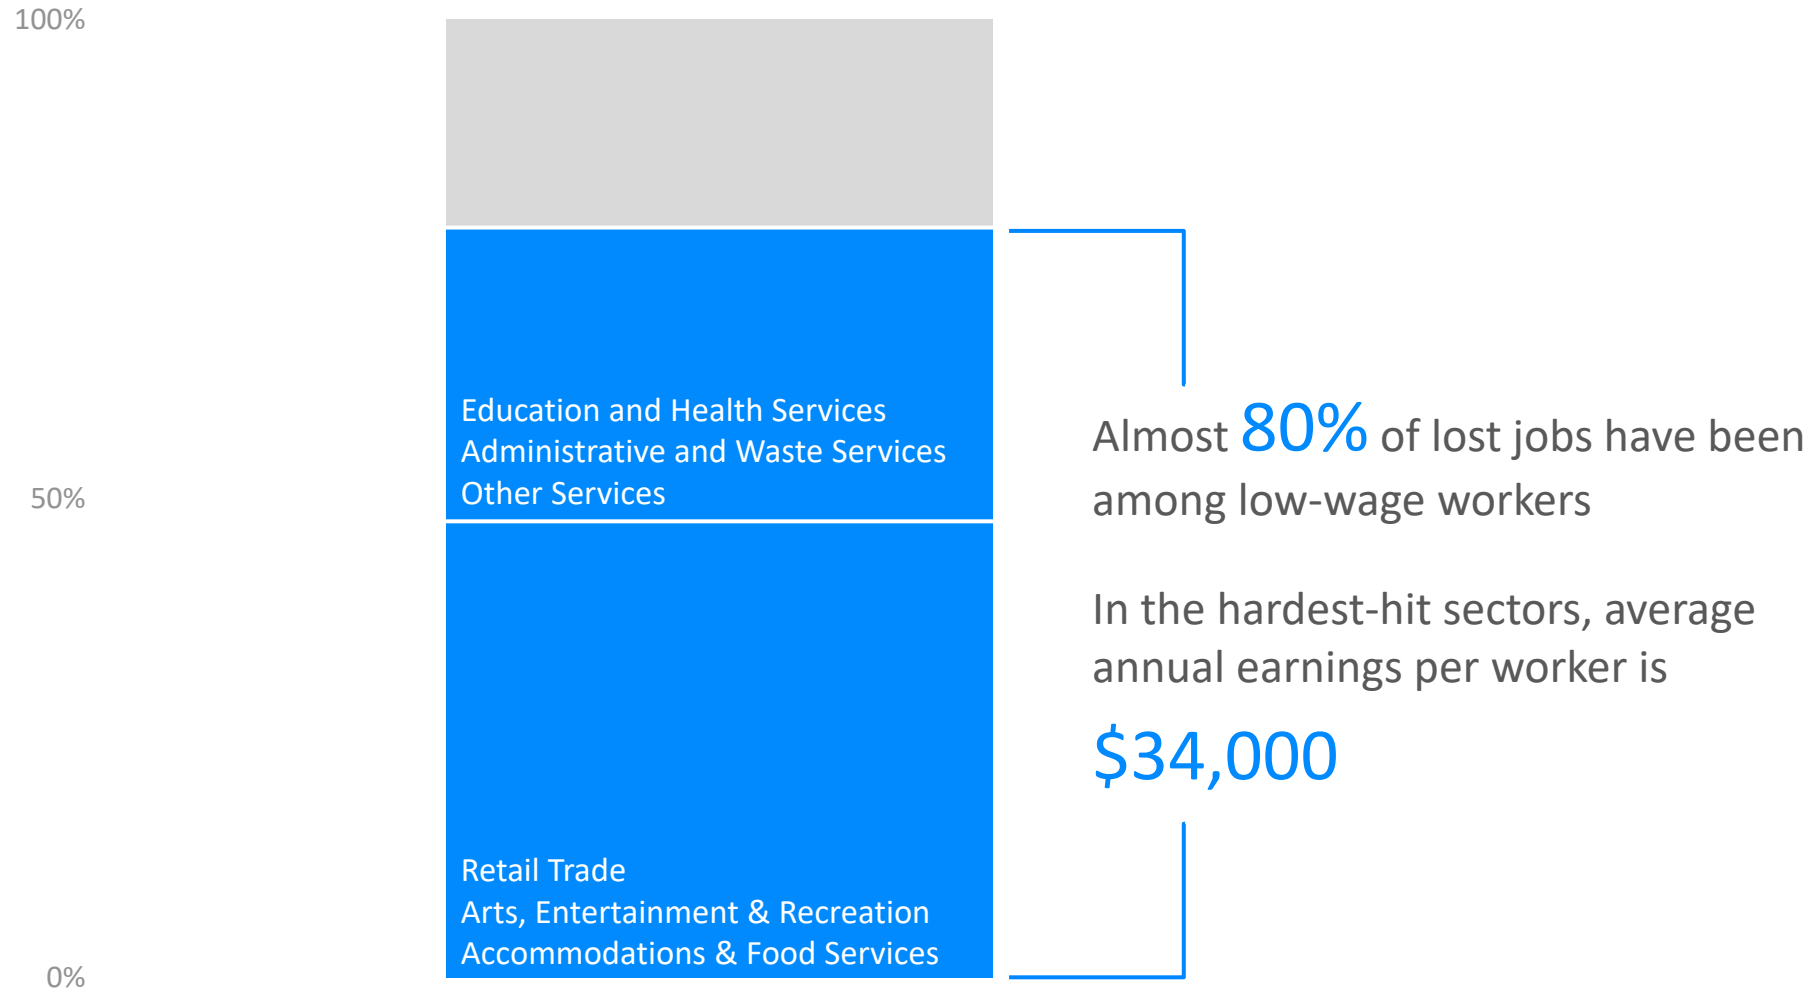 100%
50%
0%
Education and Health Services
Administrative and Waste Services
Other Services
Retail Trade
Arts, Entertainment & Recreation
Accommodations & Food Services
Almost 80% of lost jobs have been
among low-wage workers
In the hardest-hit sectors, average
annual earnings per worker is
$34,000